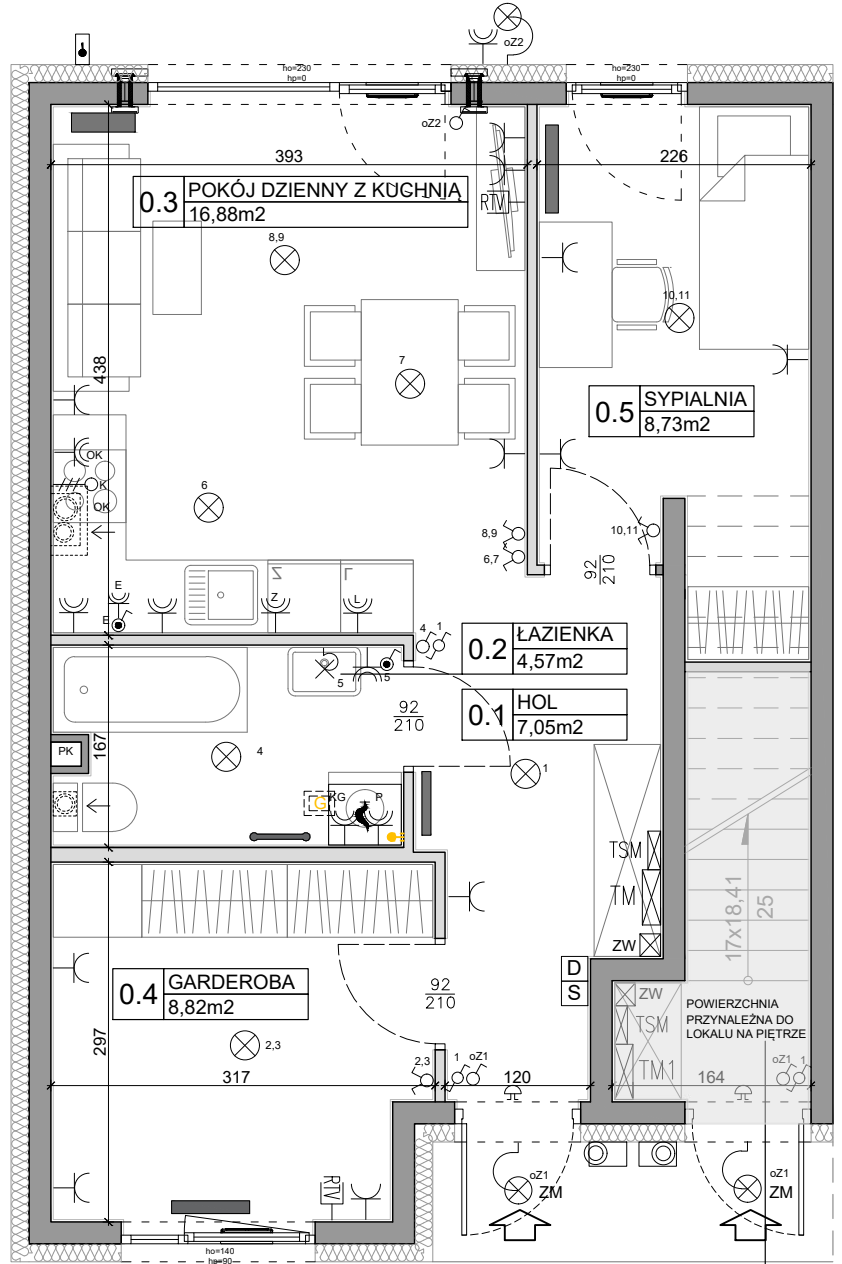 oZ2
ho=230
hp=0
ho=230
hp=0
oZ2
393
226
0.3 POKÓJ DZIENNY Z KUCHNIĄ
16,88m2
RTV
8,9
10,11
7
438
0.5 SYPIALNIA
8,73m2
OK
K
OK
6
8,9
6,7
10,11
92
210
E
E
Z
L
4
1
0.2 ŁAZIENKA
4,57m2
5
5
0.1 HOL
7,05m2
92
210
PK
167
4
1
G
KG
P
TSM
TM
ZW
17x18,41
25
D
S
0.4 GARDEROBA
8,82m2
92
210
ZW
TSM
TM1
POWIERZCHNIA
PRZYNALEŻNA DO
LOKALU NA PIĘTRZE
297
2,3
2,3
1
oZ1
317
120
164
oZ1
1
RTV
oZ1
ZM
oZ1
ZM
ho=140
hp=90